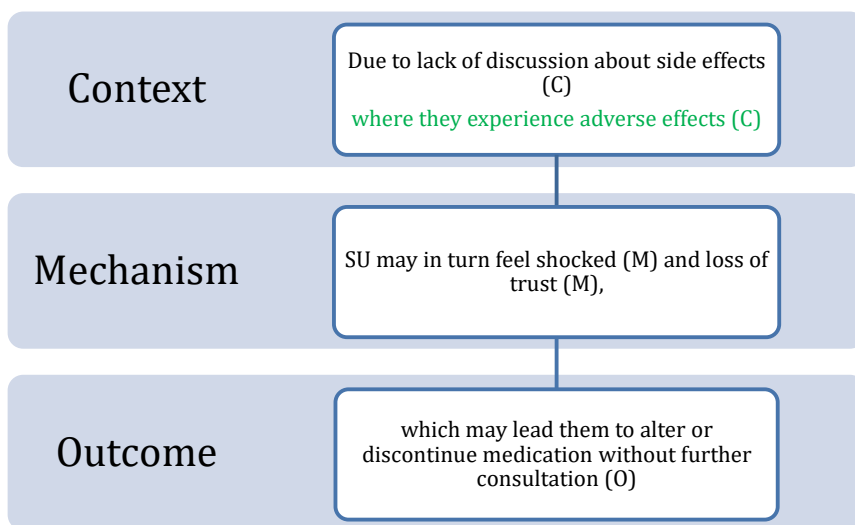 Context
Due to lack of discussion about side effects
(C)
where they experience adverse effects (C)
Mechanism
SU may in turn feel shocked (M) and loss of
trust (M),
Outcome
which may lead them to alter or
discontinue medication without further
consultation (O)